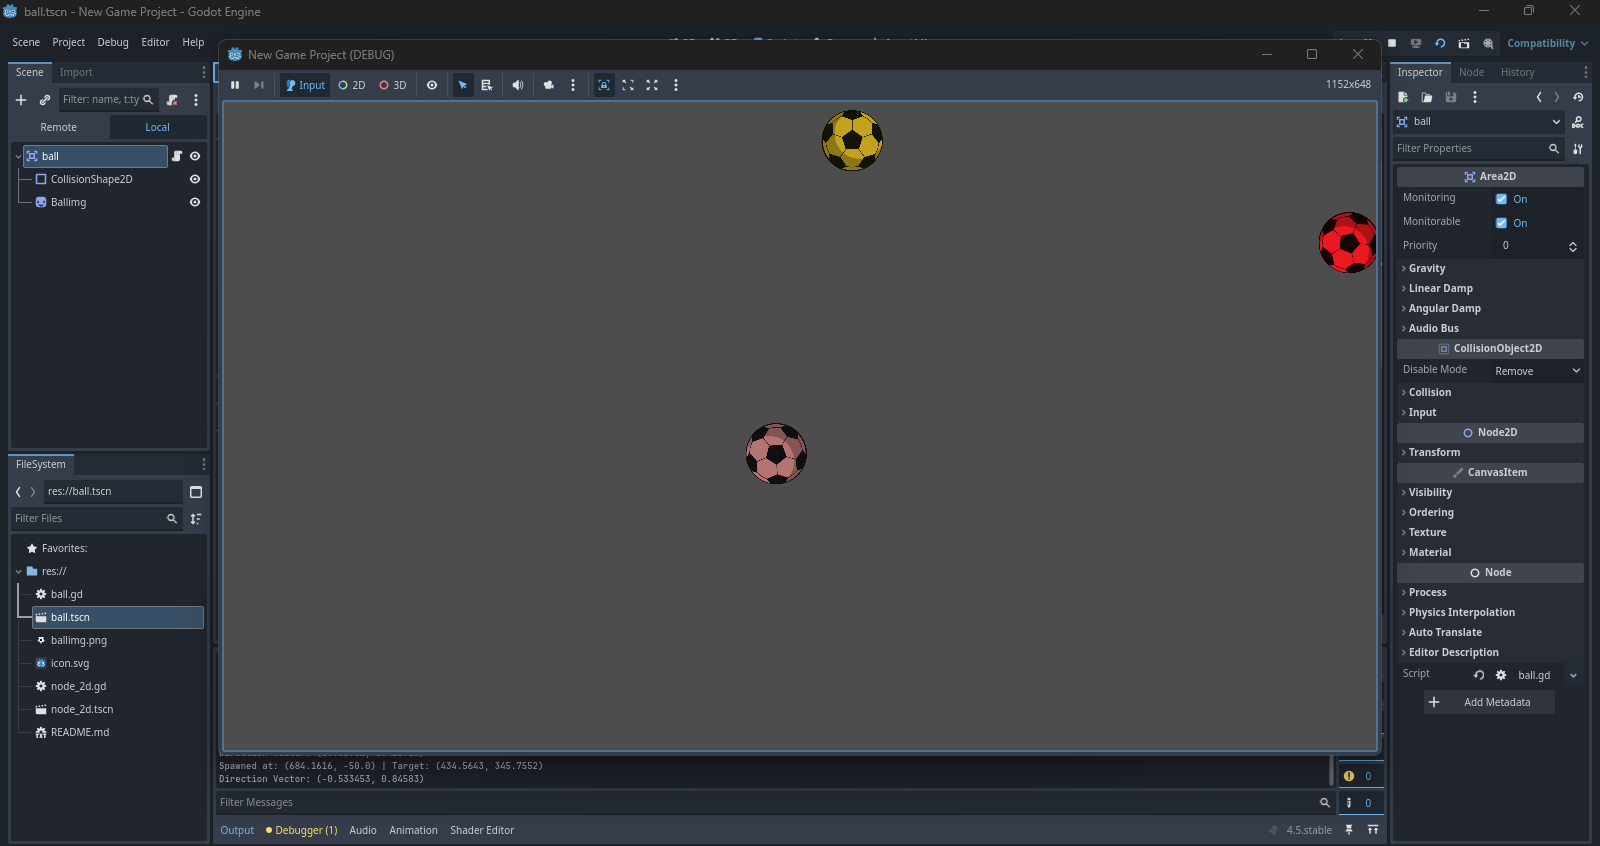 ball.tscn - New Game Project - Godot Engine
Scene Project Debug Editor Help
Compatibility
New Game Project (DEBUG)
Input 2D 3D
1152x648
Scene Import
Filter: name, t:ty
Remote Local
ball
CollisionShape2D
Ballimg
FileSystem
res://ball.tscn
Filter Files
Favorites:
res://
ball.gd
ball.tscn
ballimg.png
icon.svg
node_2d.gd
node_2d.tscn
README.md
Spawned at: (684.1616, -50.0) | Target: (434.5643, 345.7552)
Direction Vector: (-0.533453, 0.84583)
0
Filter Messages
0
Output Debugger (1) Audio Animation Shader Editor
4.5.stable
Inspector Node History
ball
Filter Properties
Area2D
Monitoring On
Monitorable On
Priority 0
Gravity
Linear Damp
Angular Damp
Audio Bus
CollisionObject2D
Disable Mode Remove
Collision
Input
Node2D
Transform
CanvasItem
Visibility
Ordering
Texture
Material
Node
Process
Physics Interpolation
Auto Translate
Editor Description
Script ball.gd
Add Metadata